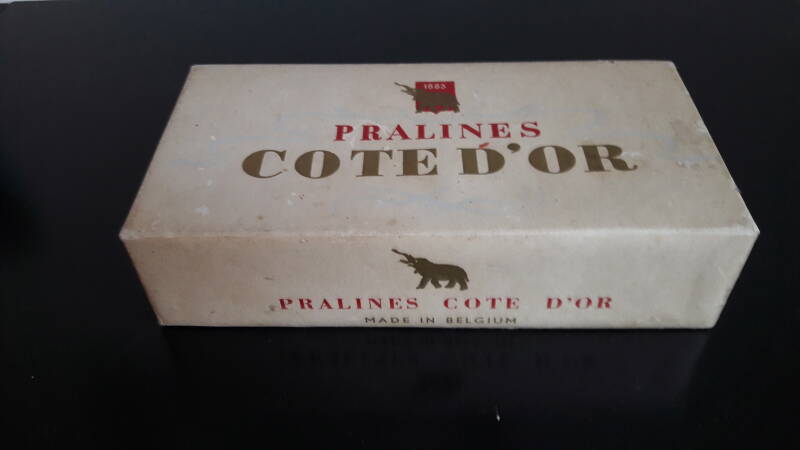 1883
PRALINES
COTE D'OR
PRALINES COTE D'OR
MADE IN BELGIUM